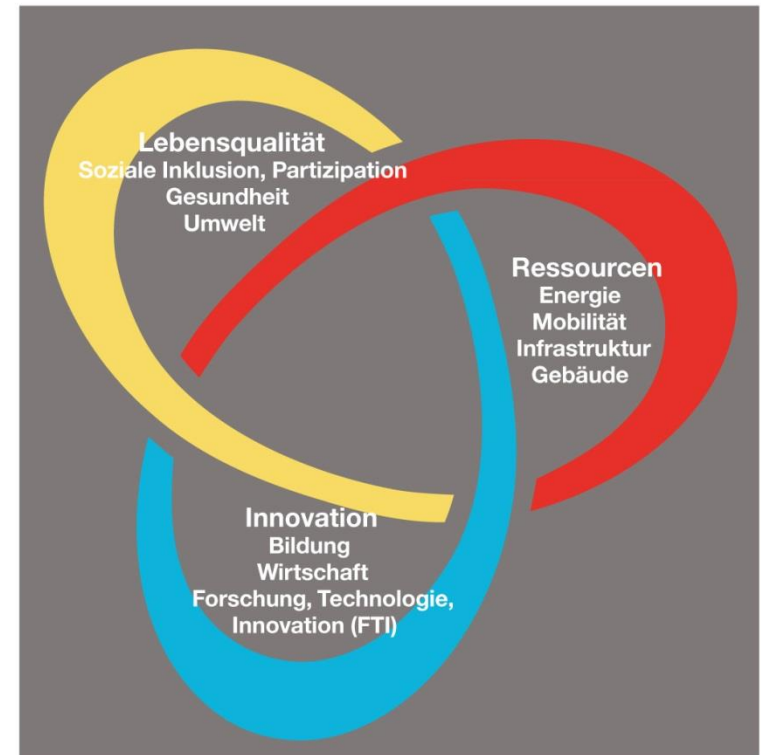 Lebensqualität
Soziale Inklusion, Partizipation
Gesundheit
Umwelt
Ressourcen
Energie
Mobilität
Infrastruktur
Gebäude
Innovation
Bildung
Wirtschaft
Forschung, Technologie,
Innovation (FTI)